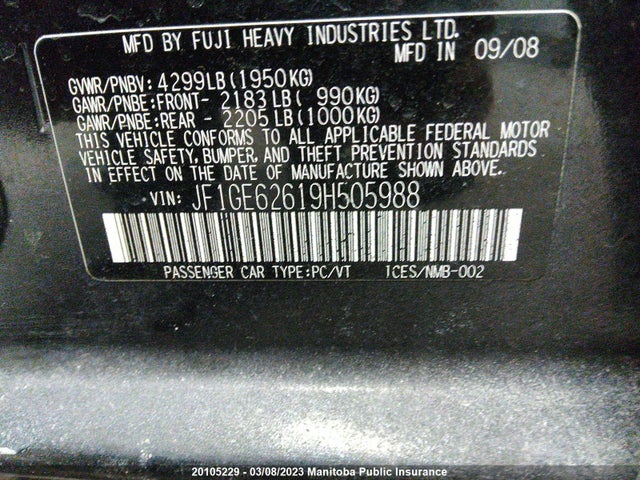 MFD BY FUJI HEAVY INDUSTRIES LTD.
MFD IN 09/08
GVWR/PNBV: 4299LB(1950KG)
GAWR/PNBE:FRONT- 2183LB( 990KG)
GAWR/PNBE:REAR - 2205LB(1000KG)
THIS VEHICLE CONFORMS TO ALL APPLICABLE FEDERAL MOTOR
VEHICLE SAFETY, BUMPER, AND THEFT PREVENTION STANDARDS
IN EFFECT ON THE DATE OF MANUFACTURE SHOWN ABOVE.
VIN: JF1GE62619H505988
PASSENGER CAR TYPE:PC/VT 1CES/NMB-002
20105229 - 03/08/2023 Manitoba Public Insurance